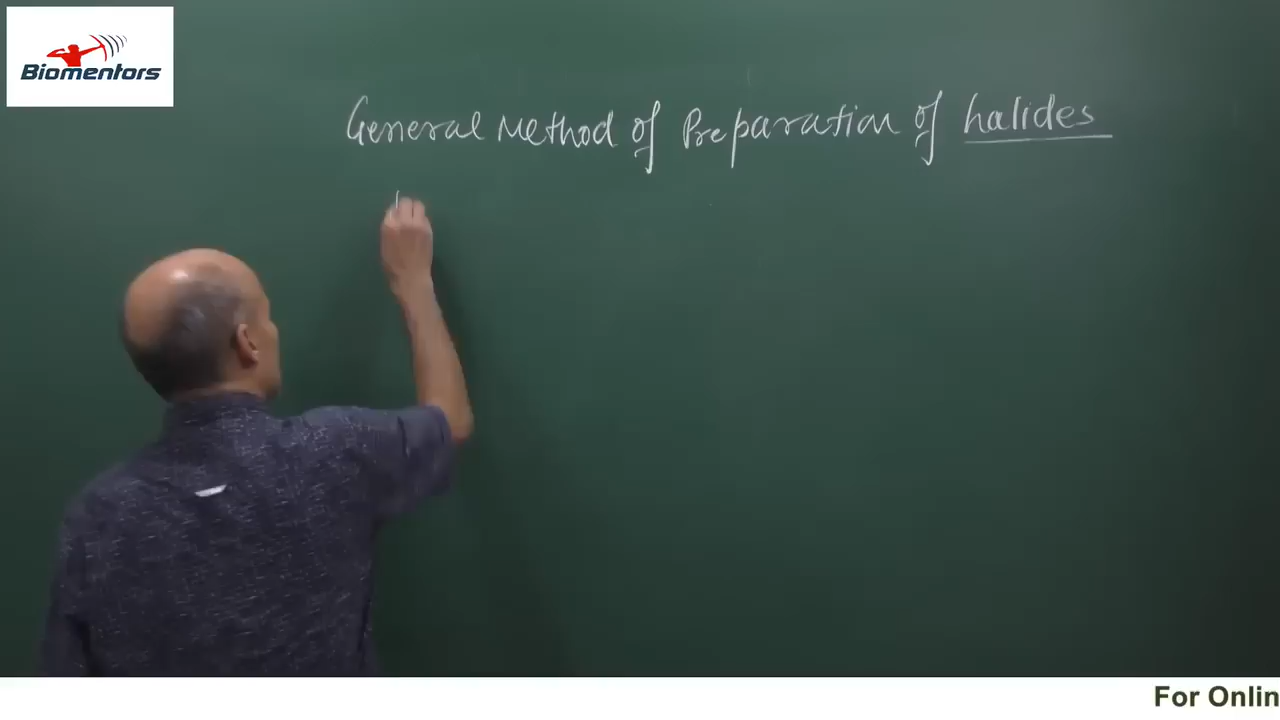 Biomentors
General Method of Preparation of halides
For Onlin